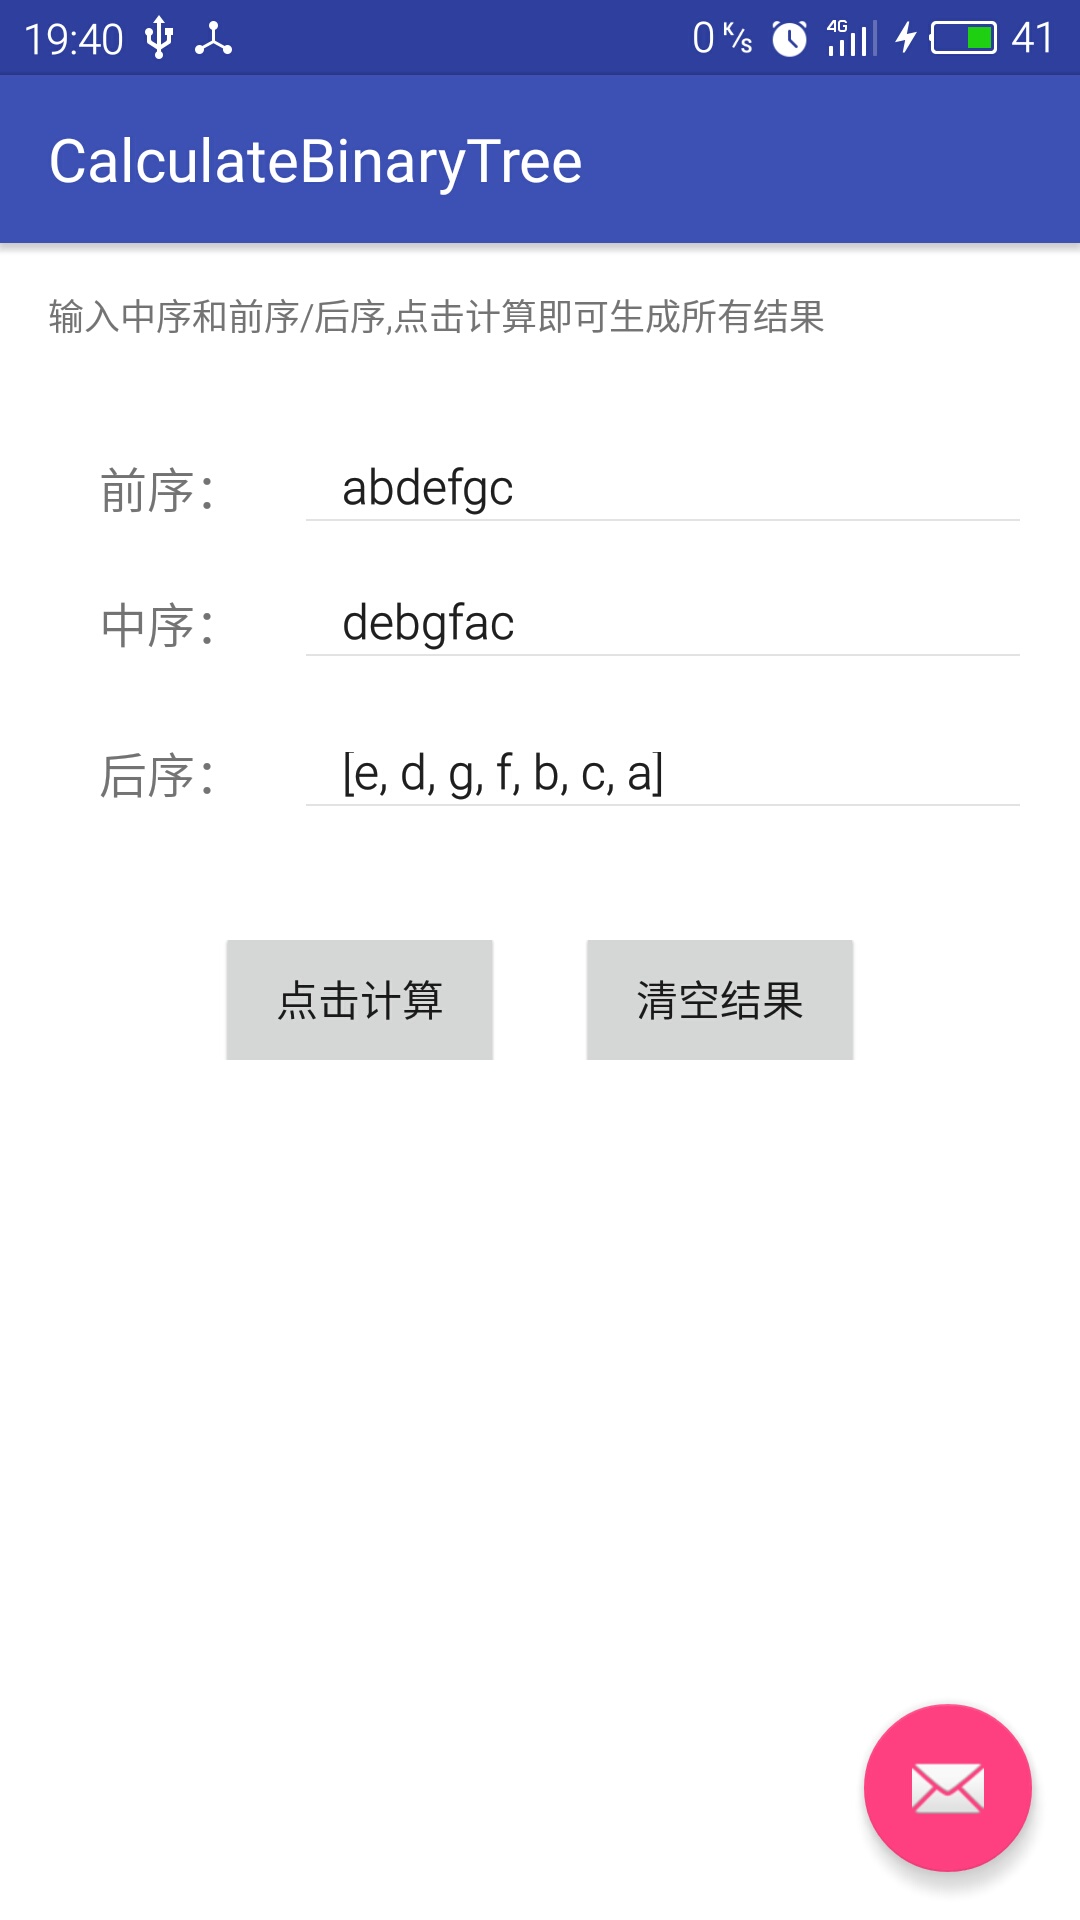 19:40 0 K/s 4G 41
CalculateBinaryTree
输入中序和前序/后序,点击计算即可生成所有结果
前序： abdefgc
中序： debgfac
后序： [e, d, g, f, b, c, a]
点击计算 清空结果